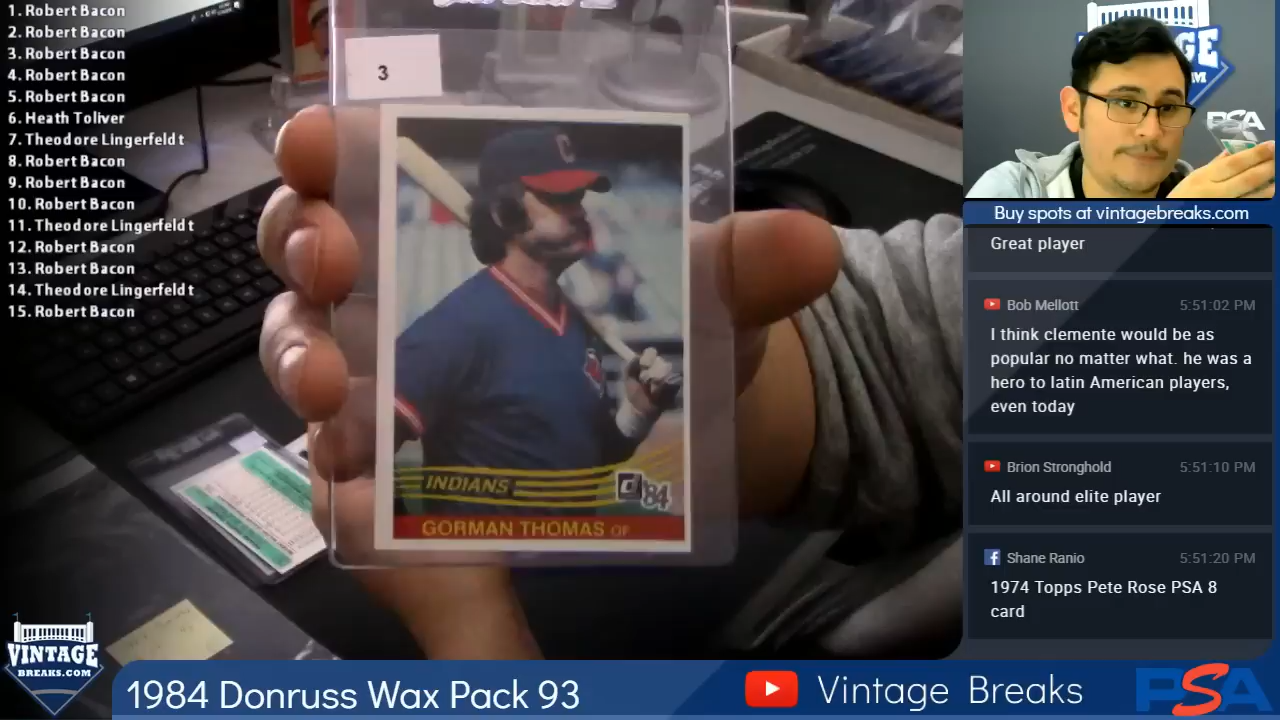 1. Robert Bacon
2. Robert Bacon
3. Robert Bacon
4. Robert Bacon
5. Robert Bacon
6. Heath Toliver
7. Theodore Lingerfeldt
8. Robert Bacon
9. Robert Bacon
10. Robert Bacon
11. Theodore Lingerfeldt
12. Robert Bacon
13. Robert Bacon
14. Theodore Lingerfeldt
15. Robert Bacon
3
C
INDIANS
d '84
GORMAN THOMAS OF
PSA
Buy spots at vintagebreaks.com
Great player
Bob Mellott 5:51:02 PM
I think clemente would be as
popular no matter what. he was a
hero to latin American players,
even today
Brion Stronghold 5:51:10 PM
All around elite player
Shane Ranio 5:51:20 PM
1974 Topps Pete Rose PSA 8
card
VINTAGE
BREAKS.COM
1984 Donruss Wax Pack 93
Vintage Breaks
PSA